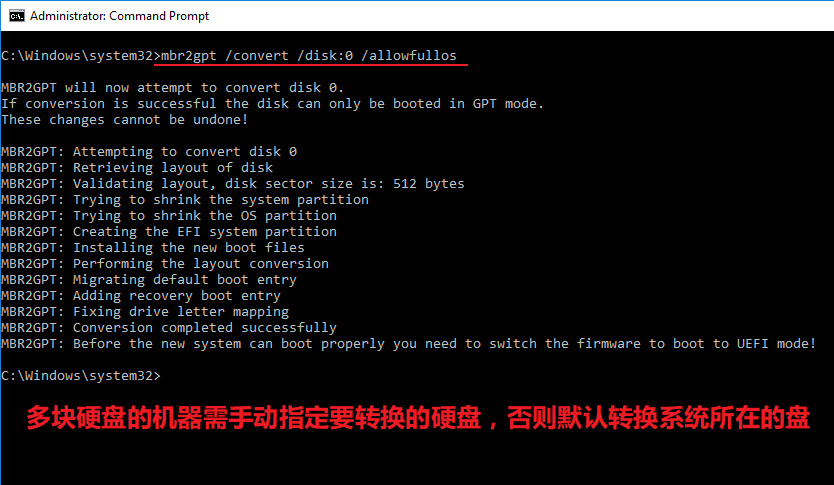 Administrator: Command Prompt
C:\Windows\system32>mbr2gpt /convert /disk:0 /allowfullos
MBR2GPT will now attempt to convert disk 0.
If conversion is successful the disk can only be booted in GPT mode.
These changes cannot be undone!
MBR2GPT: Attempting to convert disk 0
MBR2GPT: Retrieving layout of disk
MBR2GPT: Validating layout, disk sector size is: 512 bytes
MBR2GPT: Trying to shrink the system partition
MBR2GPT: Trying to shrink the OS partition
MBR2GPT: Creating the EFI system partition
MBR2GPT: Installing the new boot files
MBR2GPT: Performing the layout conversion
MBR2GPT: Migrating default boot entry
MBR2GPT: Adding recovery boot entry
MBR2GPT: Fixing drive letter mapping
MBR2GPT: Conversion completed successfully
MBR2GPT: Before the new system can boot properly you need to switch the firmware to boot to UEFI mode!
C:\Windows\system32>
多块硬盘的机器需手动指定要转换的硬盘，否则默认转换系统所在的盘